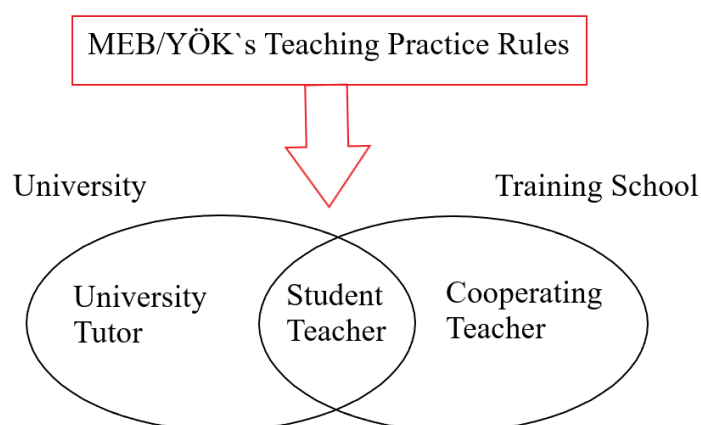 MEB/YÖK`s Teaching Practice Rules
University
Training School
University
Tutor
Student
Teacher
Cooperating
Teacher